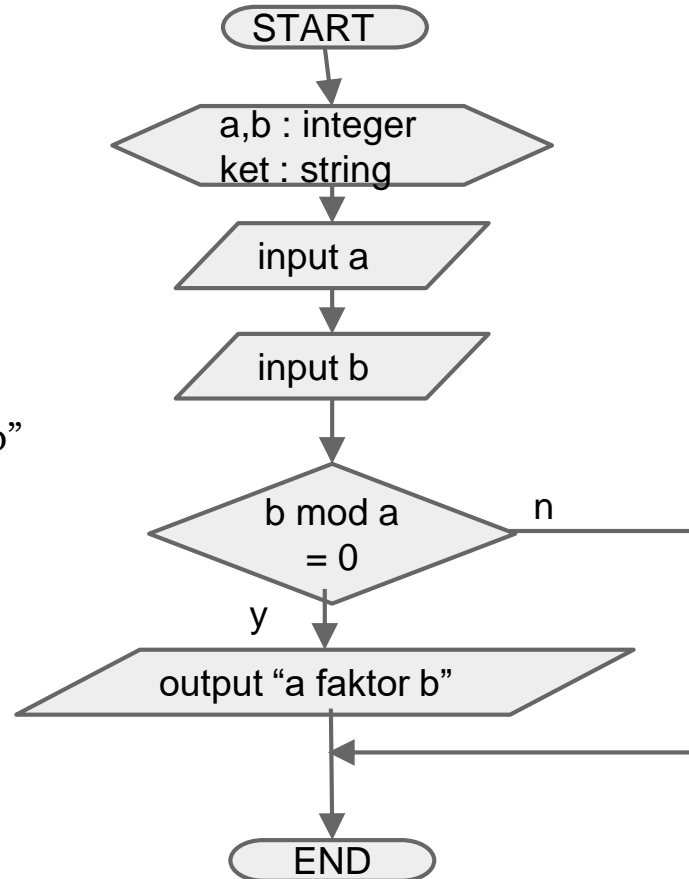 START
a,b : integer
ket : string
input a
input b
”
b mod a
= 0
n
y
output “a faktor b”
END